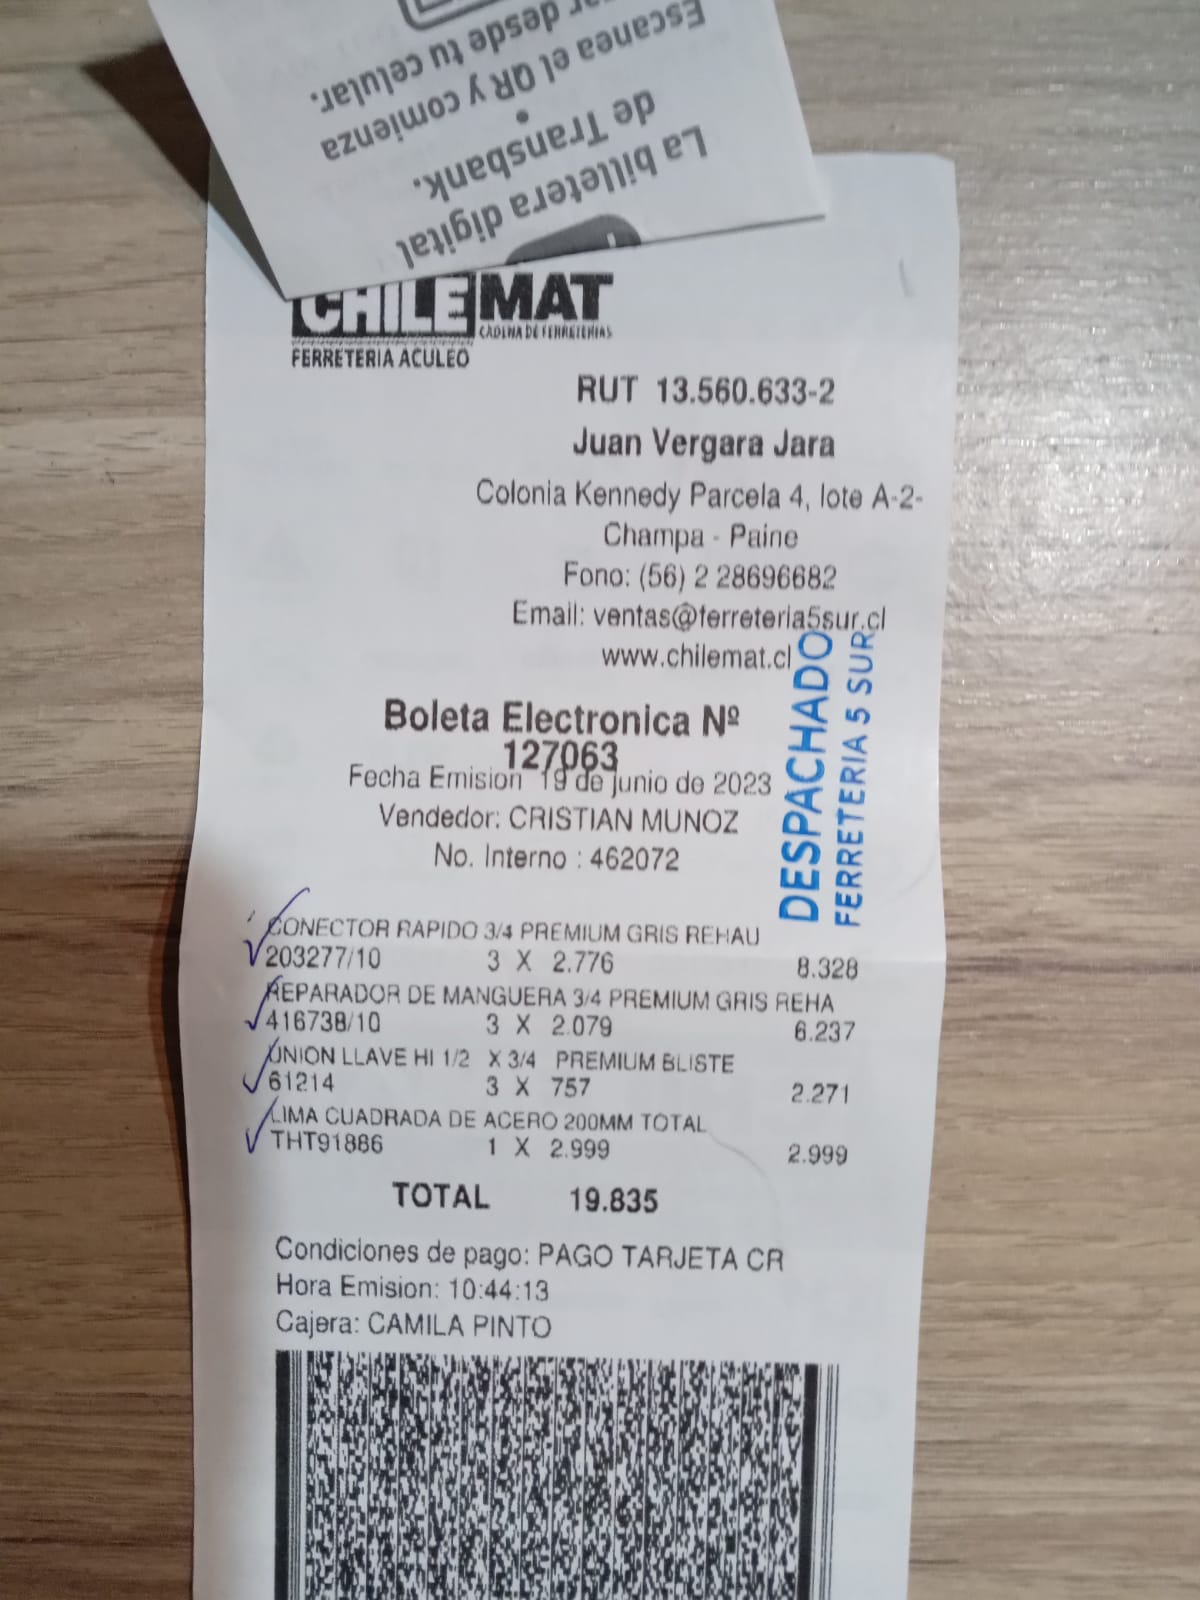 La billetera digital
de Transbank.
Escanea el QR y comienza
desde tu celular.
CHILEMAT
CADENA DE FERRETERIAS
FERRETERIA ACULEO
RUT 13.560.633-2
Juan Vergara Jara
Colonia Kennedy Parcela 4, lote A-2-
Champa - Paine
Fono: (56) 2 28696682
Email: ventas@ferreteria5sur.cl
www.chilemat.cl
DESPACHADO
FERRETERIA 5 SUR
Boleta Electronica Nº
127063
Fecha Emision 19 de junio de 2023
Vendedor: CRISTIAN MUNOZ
No. Interno : 462072
CONECTOR RAPIDO 3/4 PREMIUM GRIS REHAU
203277/10 3 X 2.776 8.328
REPARADOR DE MANGUERA 3/4 PREMIUM GRIS REHA
416738/10 3 X 2.079 6.237
UNION LLAVE HI 1/2 X 3/4 PREMIUM BLISTE
61214 3 X 757 2.271
LIMA CUADRADA DE ACERO 200MM TOTAL
THT91886 1 X 2.999 2.999
TOTAL 19.835
Condiciones de pago: PAGO TARJETA CR
Hora Emision: 10:44:13
Cajera: CAMILA PINTO